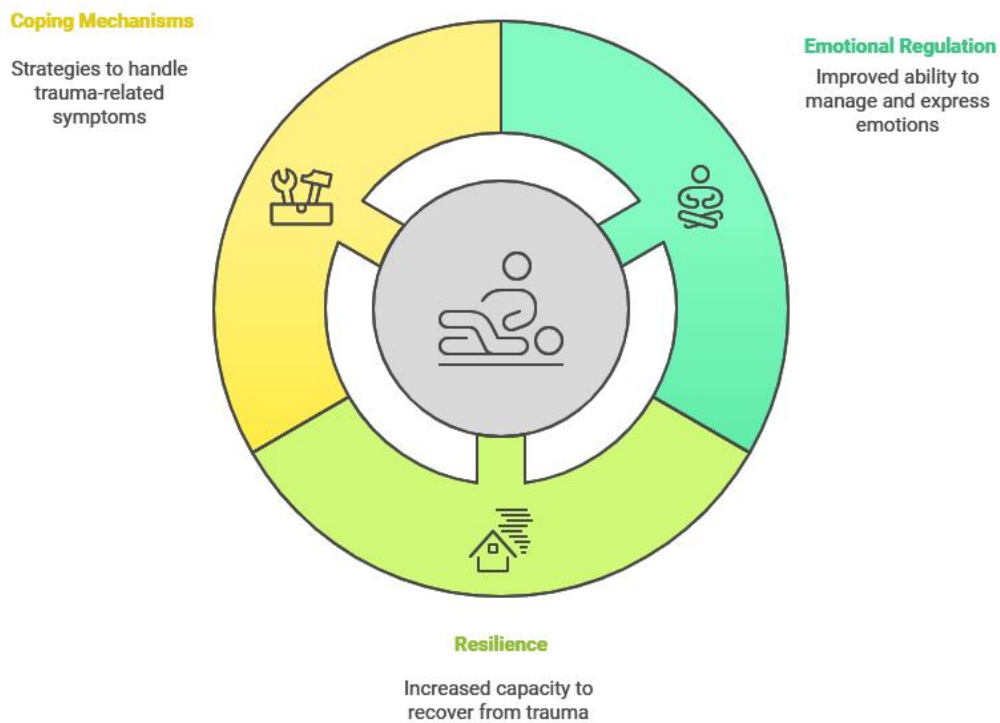 Coping Mechanisms
Strategies to handle
trauma-related
symptoms
Emotional Regulation
Improved ability to
manage and express
emotions
Resilience
Increased capacity to
recover from trauma